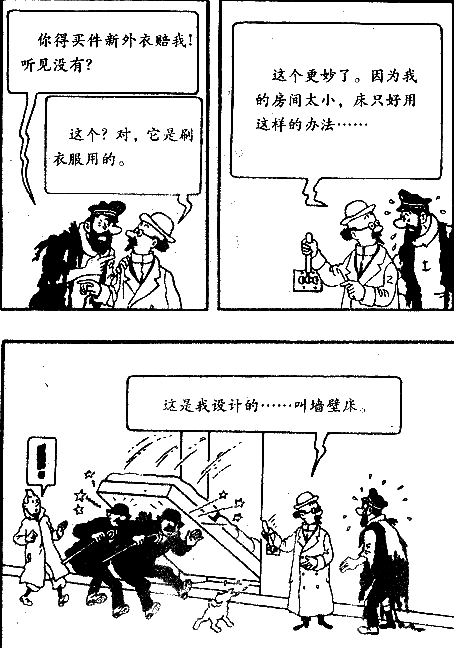 你得买件新外衣赔我!
听见没有?
这个? 对, 它是刷
衣服用的。
这个更妙了。因为我
的房间太小, 床只好用
这样的办法……
这是我设计的……叫墙壁床。
!